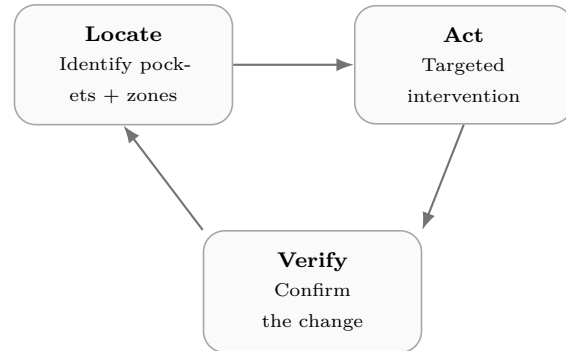 Locate
Identify pock-
ets + zones
Act
Targeted
intervention
Verify
Confirm
the change